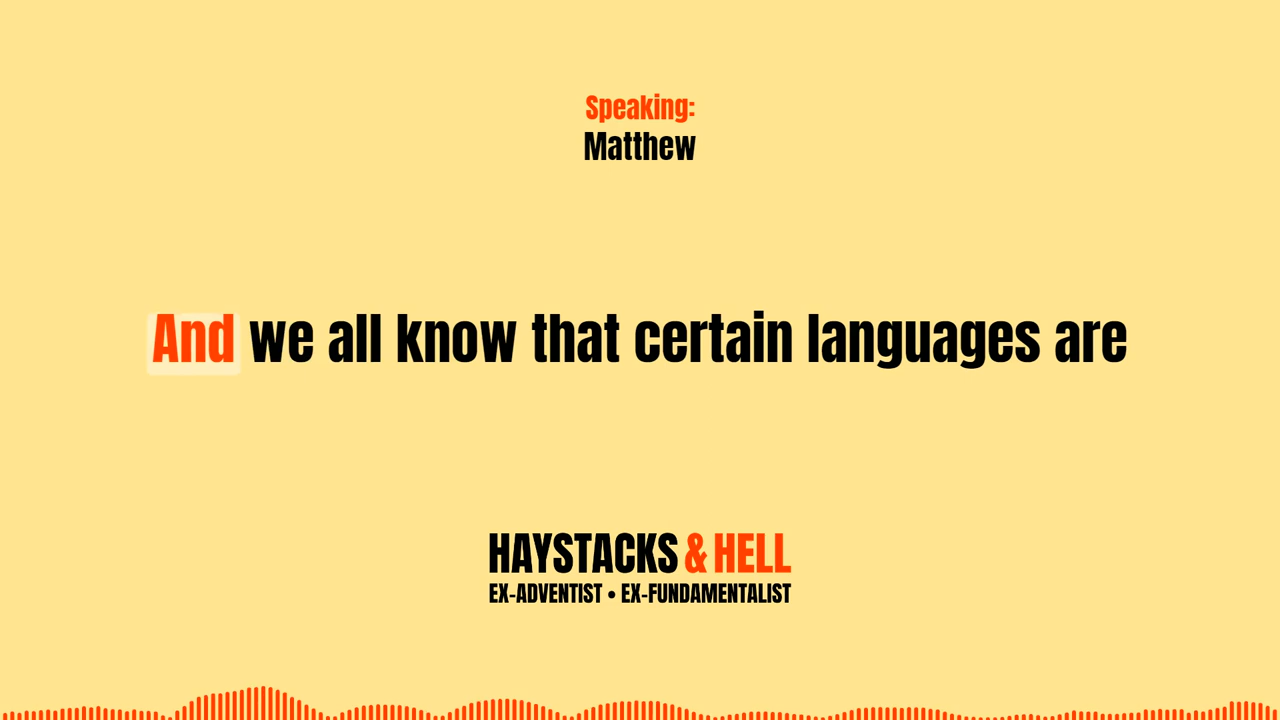 Speaking:
Matthew
And we all know that certain languages are
HAYSTACKS & HELL
EX-ADVENTIST • EX-FUNDAMENTALIST